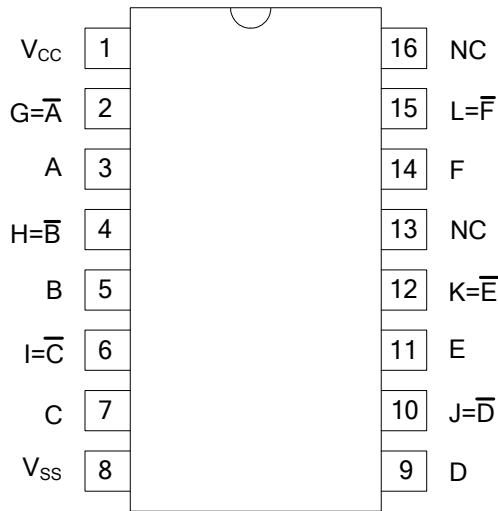 V_CC 1 16 NC
G=A̅ 2 15 L=F̅
A 3 14 F
H=B̅ 4 13 NC
B 5 12 K=E̅
I=C̅ 6 11 E
C 7 10 J=D̅
V_SS 8 9 D